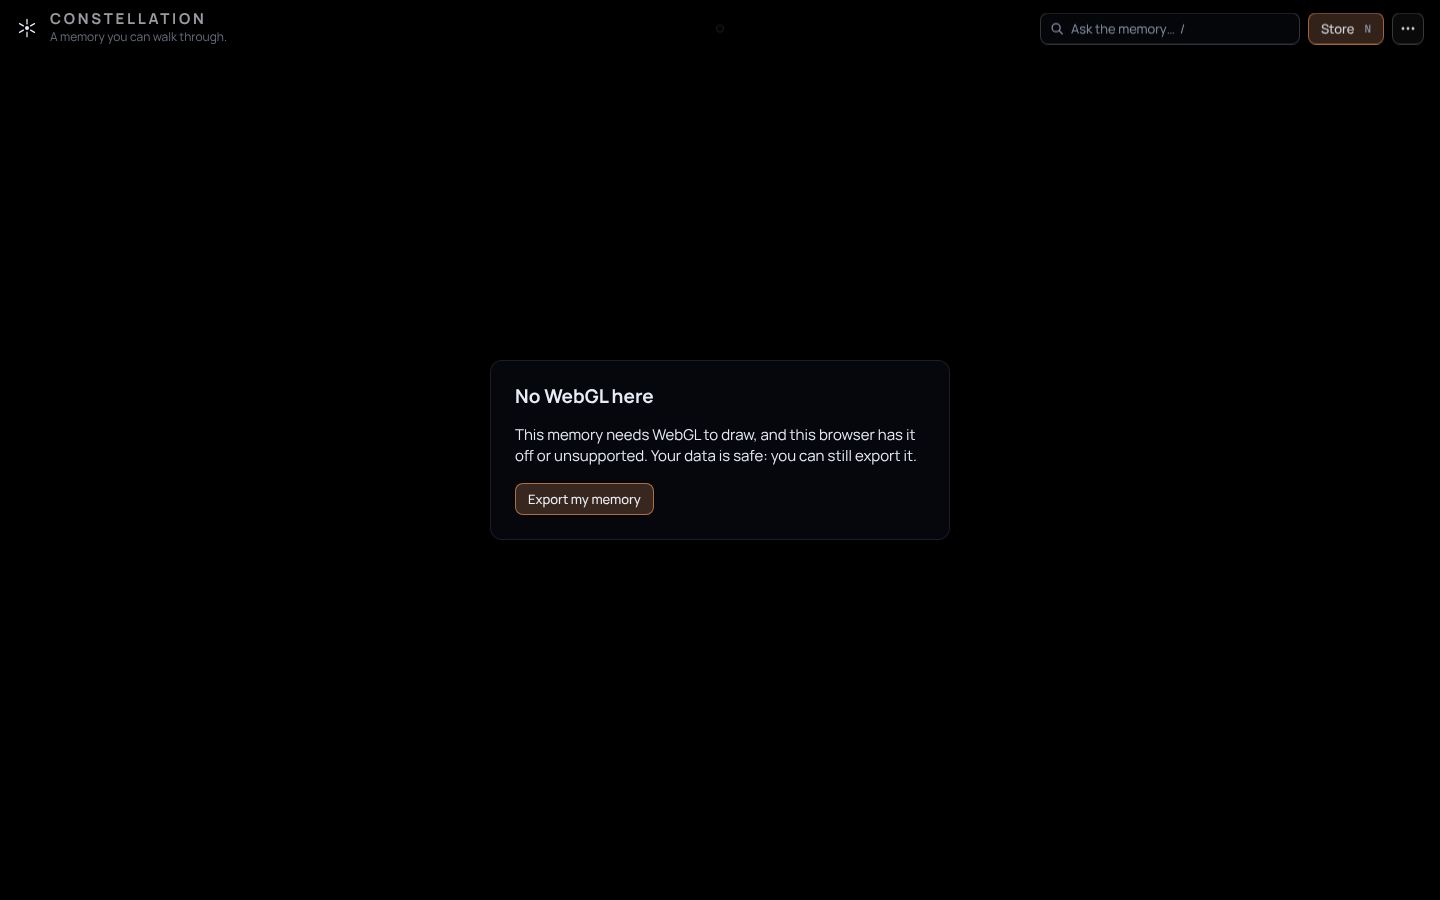 CONSTELLATION
A memory you can walk through.
Ask the memory… /
Store N
No WebGL here
This memory needs WebGL to draw, and this browser has it
off or unsupported. Your data is safe: you can still export it.
Export my memory